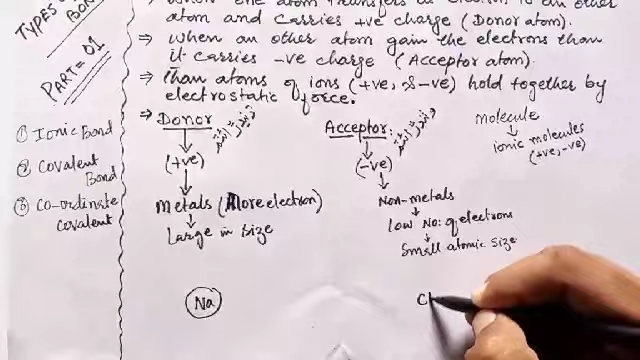 TYPES
BON
PART= 01
① Ionic Bond
② Covalent
Bond
③ Co-ordinate
Covalent
atom and carries +ve charge (Donor atom).
⇒ when an other atom gain the electrons than
it carries -ve charge (Acceptor atom).
⇒ Than atoms of ions (+ve, & -ve) hold together by
electrostatic force.
⇒ Donor
(+ve)
Metals (More electron)
Large in size
Acceptor.
(-ve)
Non-metals
Low No: of electrons
Small atomic size
molecule
ionic molecules
(+ve, -ve)
Na